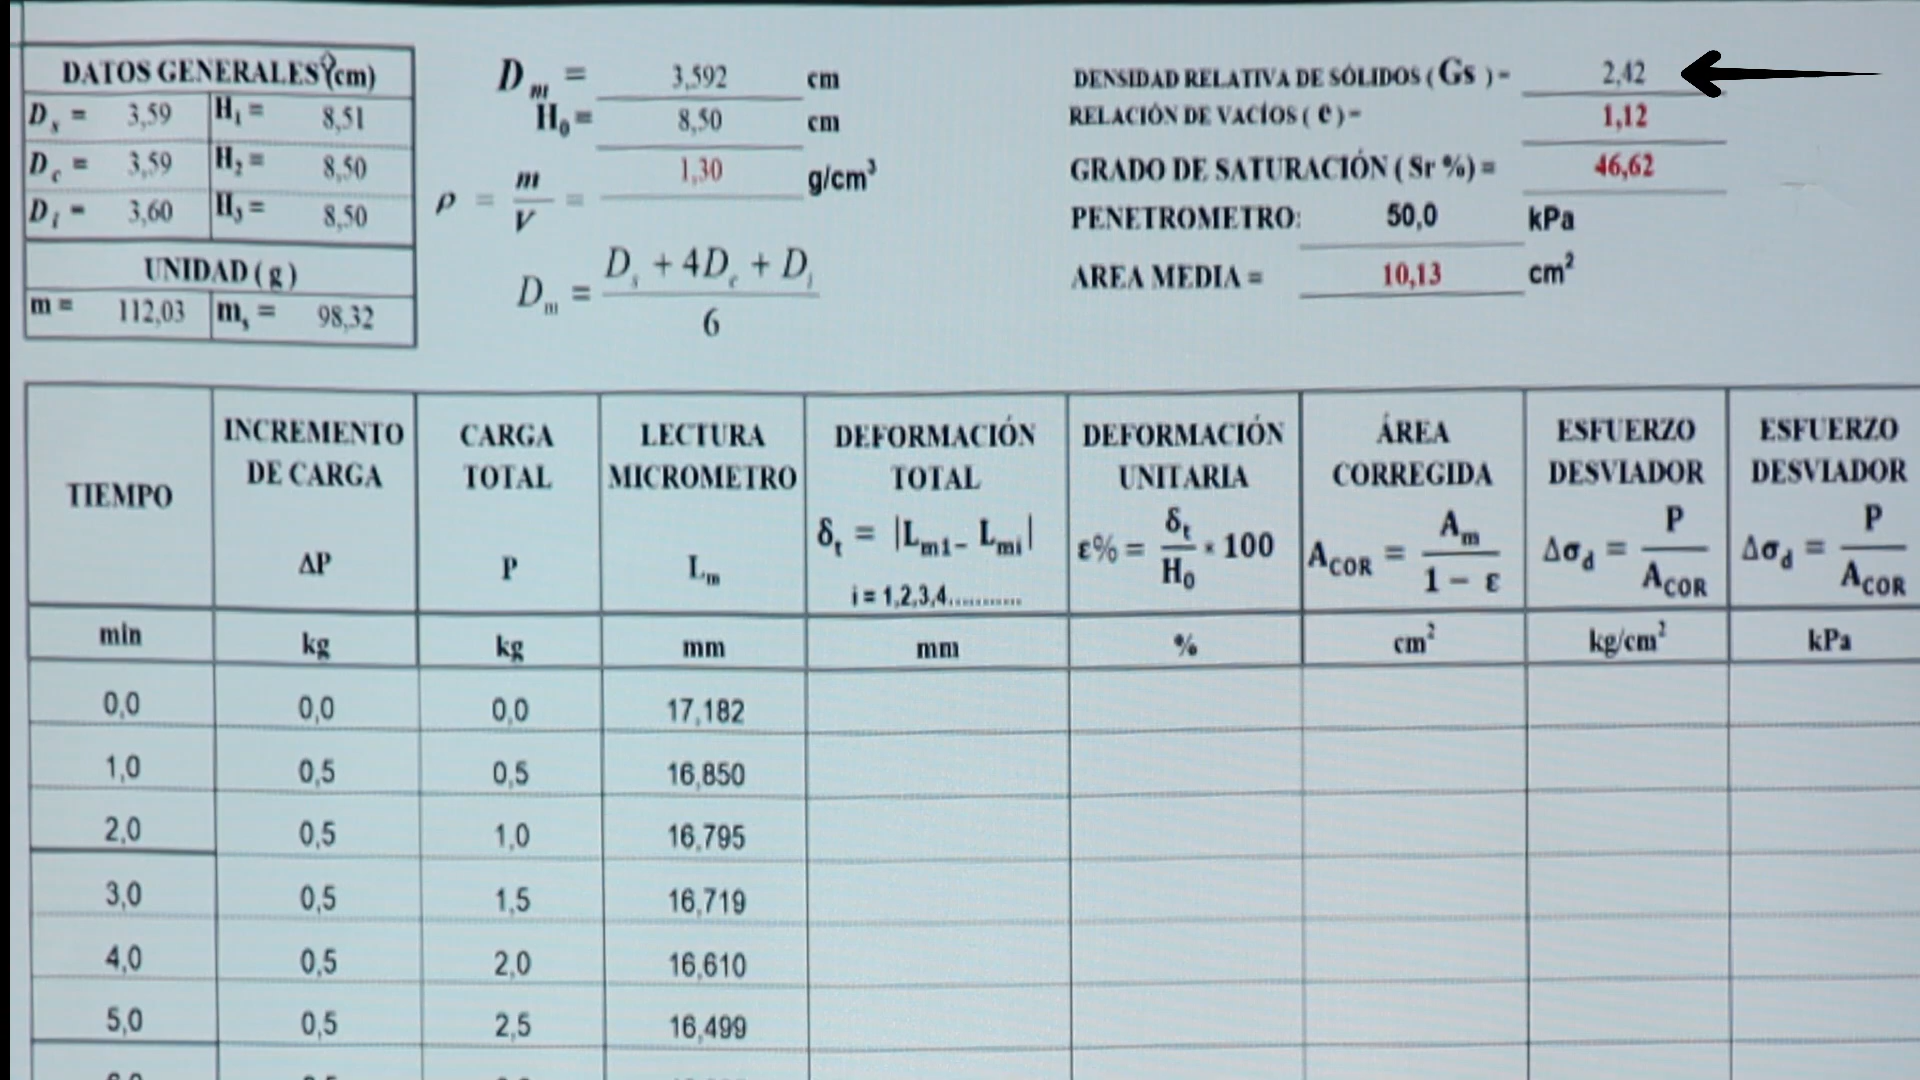 DATOS GENERALES (cm)
D_s = 3,59 H_1 = 8,51
D_c = 3,59 H_2 = 8,50
D_i = 3,60 H_3 = 8,50
UNIDAD ( g )
m = 112,03 m_s = 98,32
D_m = 3,592 cm
H_0 = 8,50 cm
ρ = m / V = 1,30 g/cm³
D_m = D_s + 4D_c + D_i / 6
DENSIDAD RELATIVA DE SÓLIDOS ( Gs ) = 2,42
RELACIÓN DE VACÍOS ( e ) = 1,12
GRADO DE SATURACIÓN ( Sr %) = 46,62
PENETROMETRO: 50,0 kPa
AREA MEDIA = 10,13 cm²
TIEMPO
INCREMENTO
DE CARGA
ΔP
CARGA
TOTAL
P
LECTURA
MICROMETRO
L_m
DEFORMACIÓN
TOTAL
δ_t = |L_m1 - L_mi|
i = 1,2,3,4............
DEFORMACIÓN
UNITARIA
ε% = δ_t / H_0 * 100
ÁREA
CORREGIDA
A_COR = A_m / 1 - ε
ESFUERZO
DESVIADOR
Δσ_d = P / A_COR
ESFUERZO
DESVIADOR
Δσ_d = P / A_COR
min kg kg mm mm % cm² kg/cm² kPa
0,0 0,0 0,0 17,182
1,0 0,5 0,5 16,850
2,0 0,5 1,0 16,795
3,0 0,5 1,5 16,719
4,0 0,5 2,0 16,610
5,0 0,5 2,5 16,499